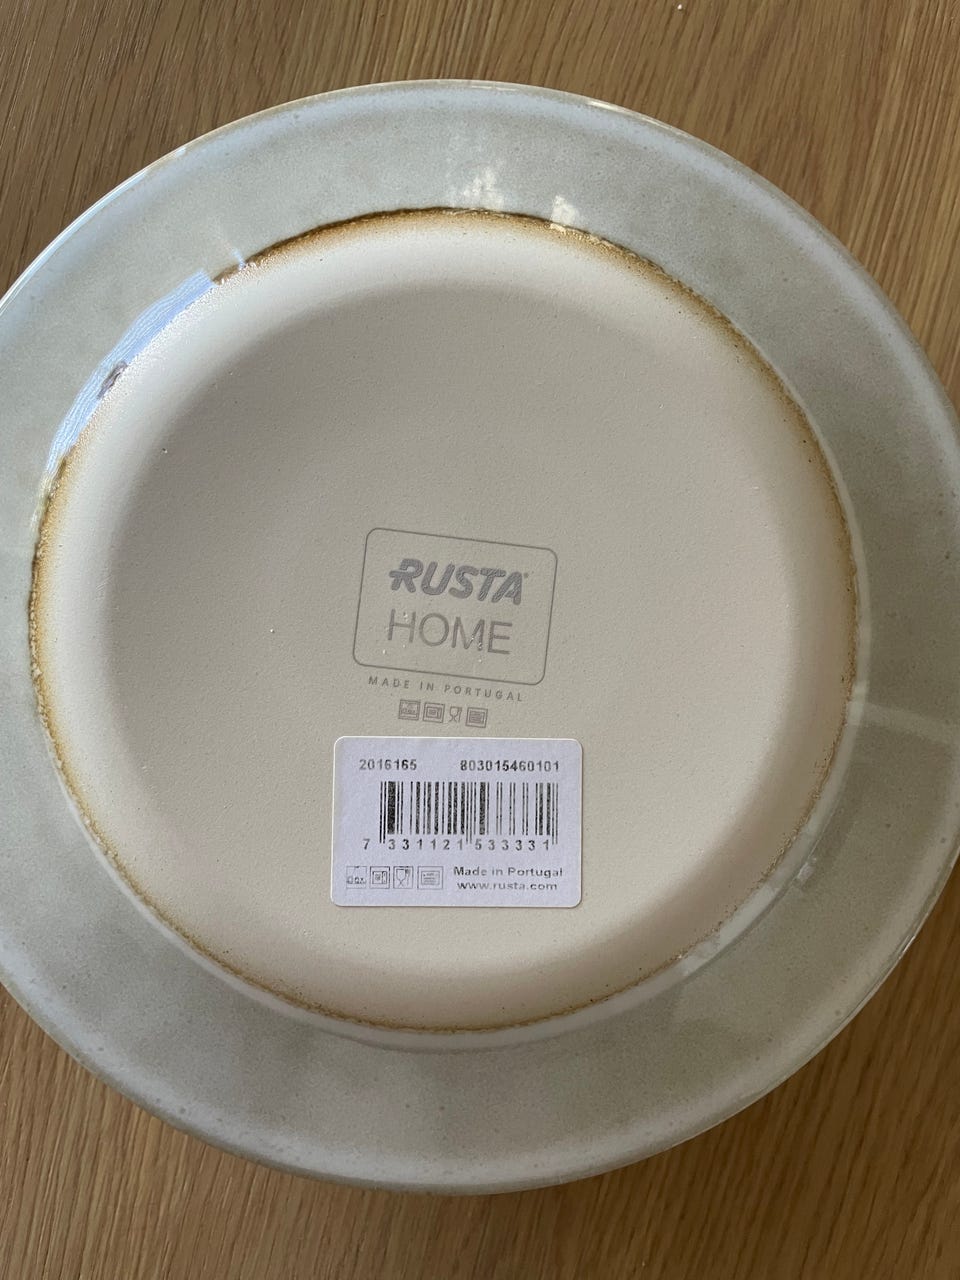 RUSTA
HOME
MADE IN PORTUGAL
2016165 803015460101
7 331121 533331
Made in Portugal
www.rusta.com